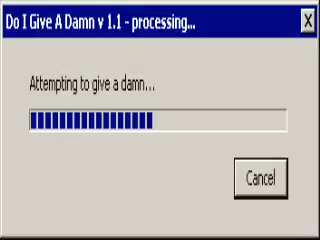 Do I Give A Damn v 1.1 - processing...
X
Attempting to give a damn...
Cancel